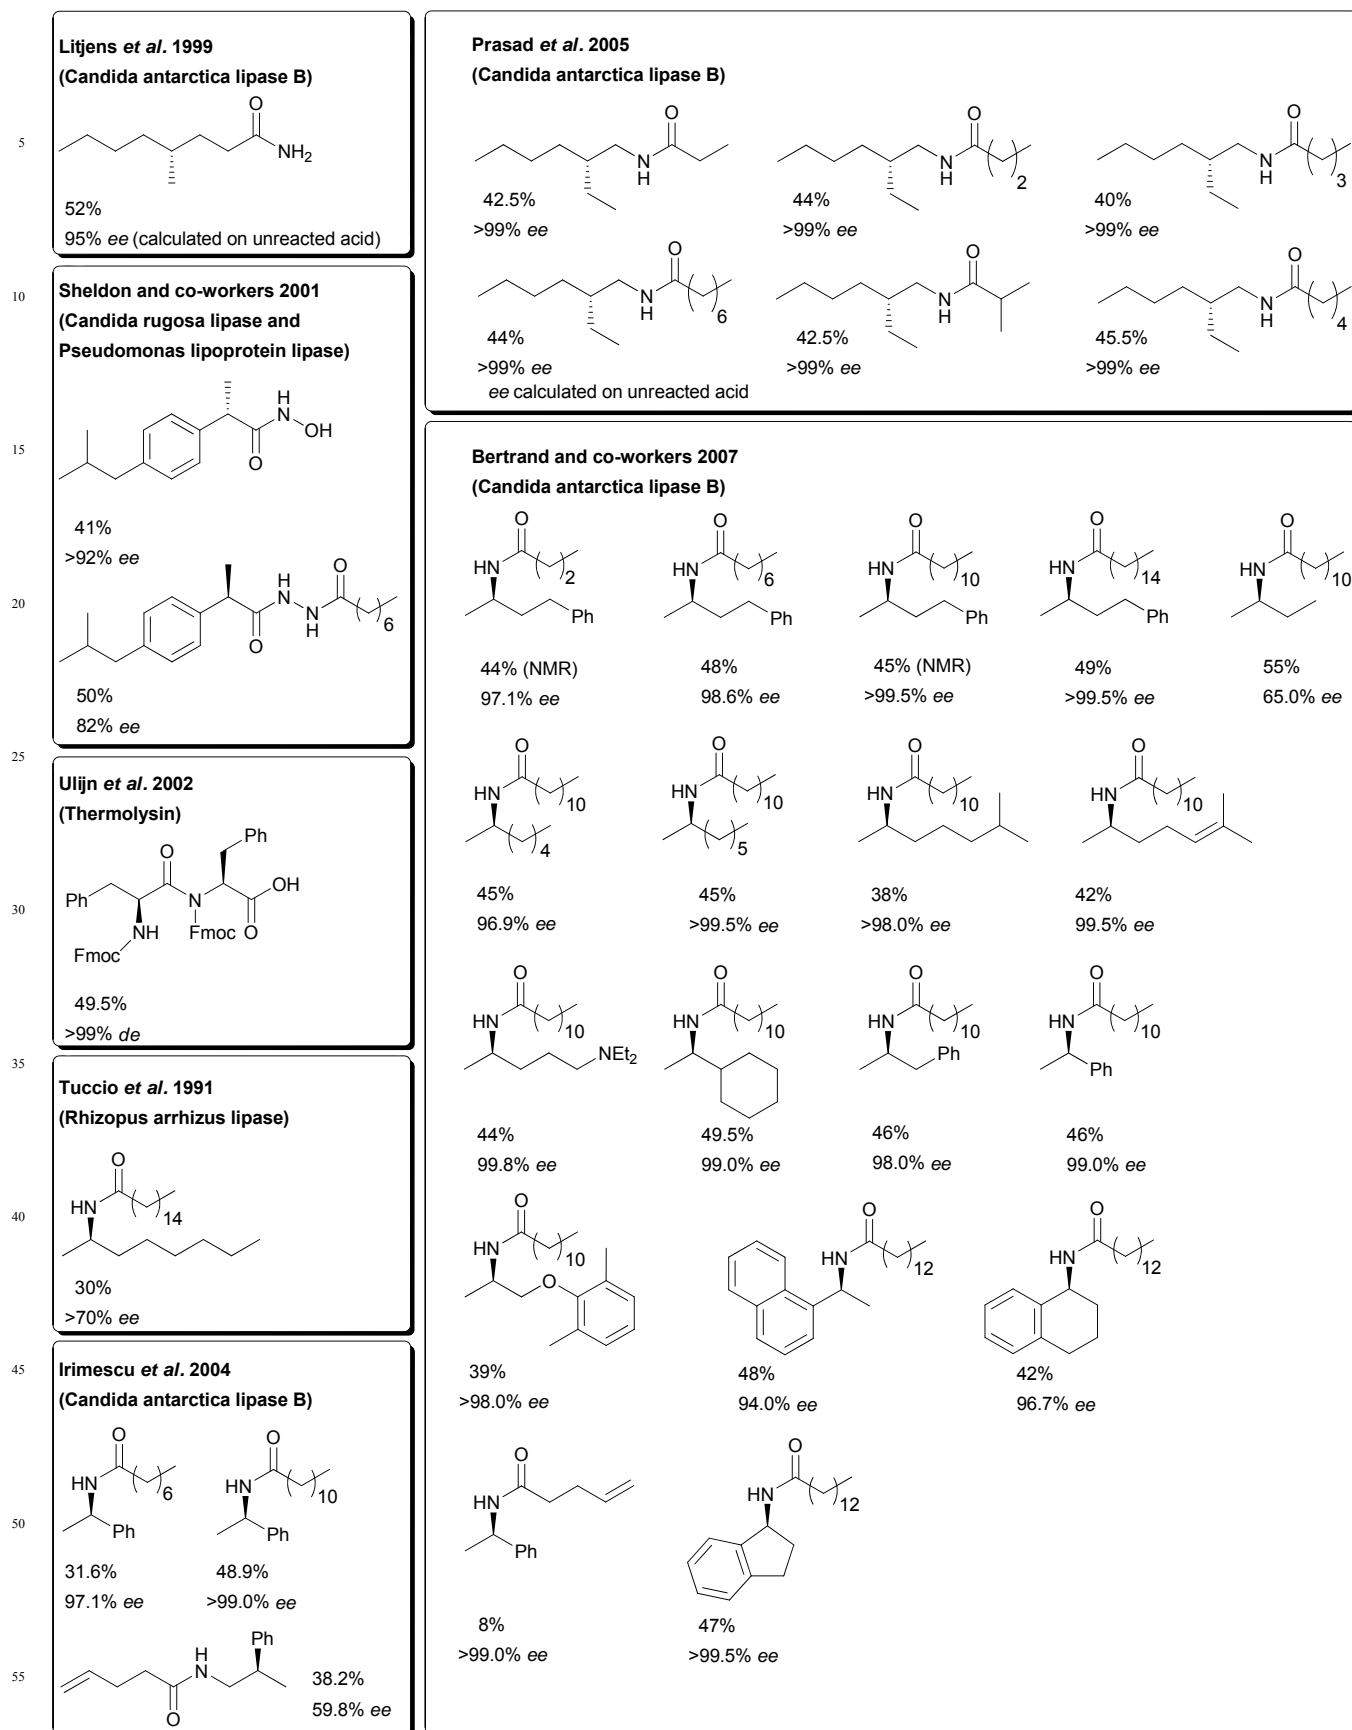 Litjens et al. 1999
(Candida antarctica lipase B)
O
NH2
52%
95% ee (calculated on unreacted acid)
Sheldon and co-workers 2001
(Candida rugosa lipase and
Pseudomonas lipoprotein lipase)
H
N
OH
O
41%
>92% ee
H
N
O
O
N
H
6
50%
82% ee
Ulijn et al. 2002
(Thermolysin)
Ph
O
Ph
N
OH
NH
Fmoc
O
Fmoc
49.5%
>99% de
Tuccio et al. 1991
(Rhizopus arrhizus lipase)
O
HN
14
30%
>70% ee
Irimescu et al. 2004
(Candida antarctica lipase B)
O
HN
6
Ph
31.6%
97.1% ee
O
HN
10
Ph
48.9%
>99.0% ee
Ph
H
N
O
38.2%
59.8% ee
Prasad et al. 2005
(Candida antarctica lipase B)
O
N
H
42.5%
>99% ee
O
N
H
2
44%
>99% ee
O
N
H
3
40%
>99% ee
O
N
H
6
44%
>99% ee
O
N
H
42.5%
>99% ee
O
N
H
4
45.5%
>99% ee
ee calculated on unreacted acid
Bertrand and co-workers 2007
(Candida antarctica lipase B)
O
HN
2
Ph
44% (NMR)
97.1% ee
O
HN
6
Ph
48%
98.6% ee
O
HN
10
Ph
45% (NMR)
>99.5% ee
O
HN
14
Ph
49%
>99.5% ee
O
HN
10
55%
65.0% ee
O
HN
10
4
45%
96.9% ee
O
HN
10
5
45%
>99.5% ee
O
HN
10
38%
>98.0% ee
O
HN
10
42%
99.5% ee
O
HN
10
NEt2
44%
99.8% ee
O
HN
10
49.5%
99.0% ee
O
HN
10
Ph
46%
98.0% ee
O
HN
10
Ph
46%
99.0% ee
O
HN
10
O
39%
>98.0% ee
O
HN
12
48%
94.0% ee
O
HN
12
42%
96.7% ee
O
HN
Ph
8%
>99.0% ee
O
HN
12
47%
>99.5% ee
5
10
15
20
25
30
35
40
45
50
55